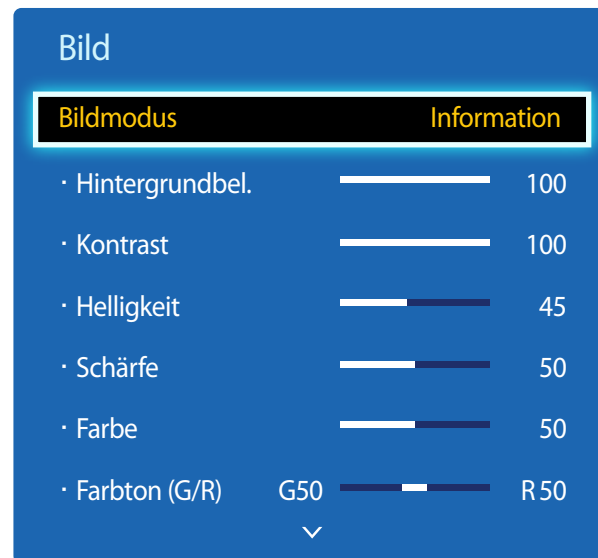 Bild
Bildmodus Information
· Hintergrundbel. 100
· Kontrast 100
· Helligkeit 45
· Schärfe 50
· Farbe 50
· Farbton (G/R) G50 R50